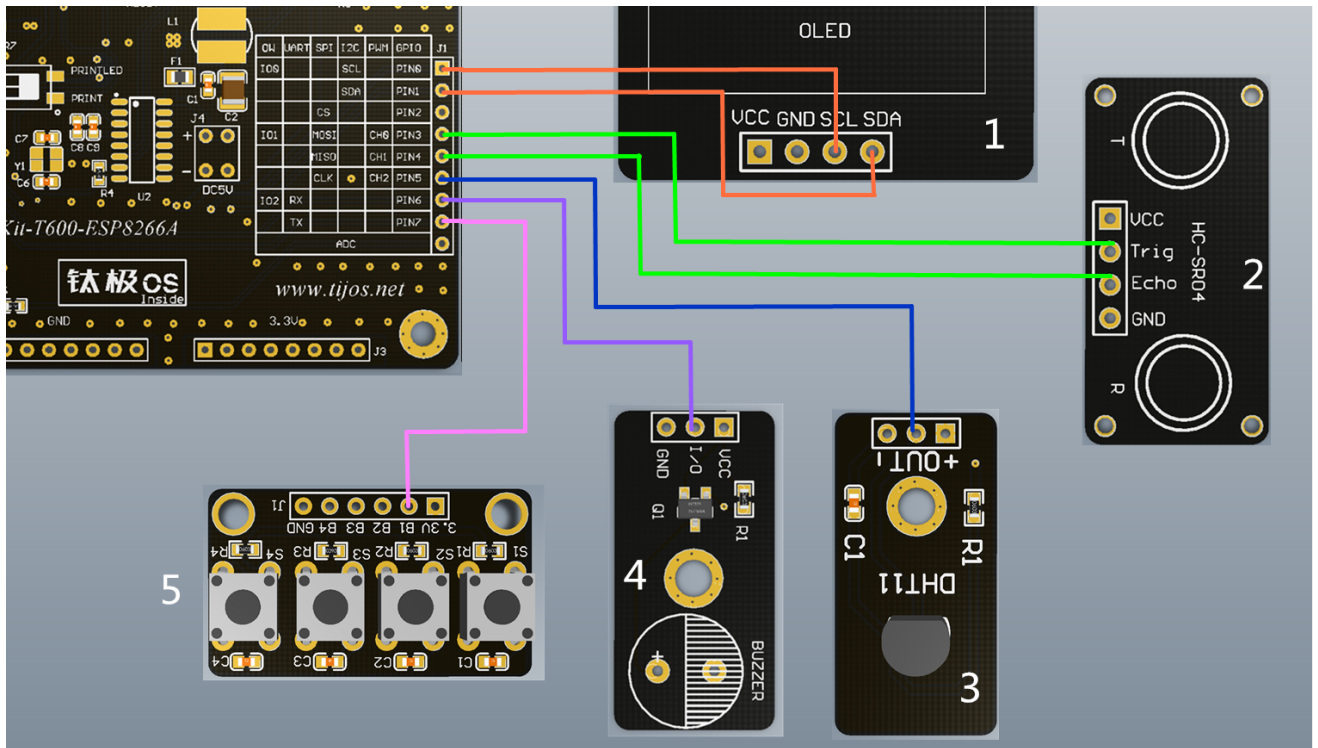 L1
F1
C1
C2
J4
+
-
DC5V
PRINTLED
PRINT
C7
C8 C9
Y1
C6
R4
U2
Kit-T600-ESP8266A
钛极OS
Inside
www.tijos.net
GND
3.3V
J3
OW UART SPI I2C PWM GPIO J1
IO0 SCL PIN0
SDA PIN1
CS PIN2
IO1 MOSI CH0 PIN3
MISO CH1 PIN4
CLK CH2 PIN5
IO2 RX PIN6
TX PIN7
ADC
OLED
VCC GND SCL SDA
1
T
VCC
Trig
Echo
GND
HC-SR04
R
2
+OUT-
C1
R1
DHT11
3
GND
I/O
VCC
Q1
R1
4
+
BUZZER
J1
GND B4 B3 B2 B1 3.3V
R4 S4 R3 S3 R2 S2 R1 S1
C4 C3 C2 C1
5